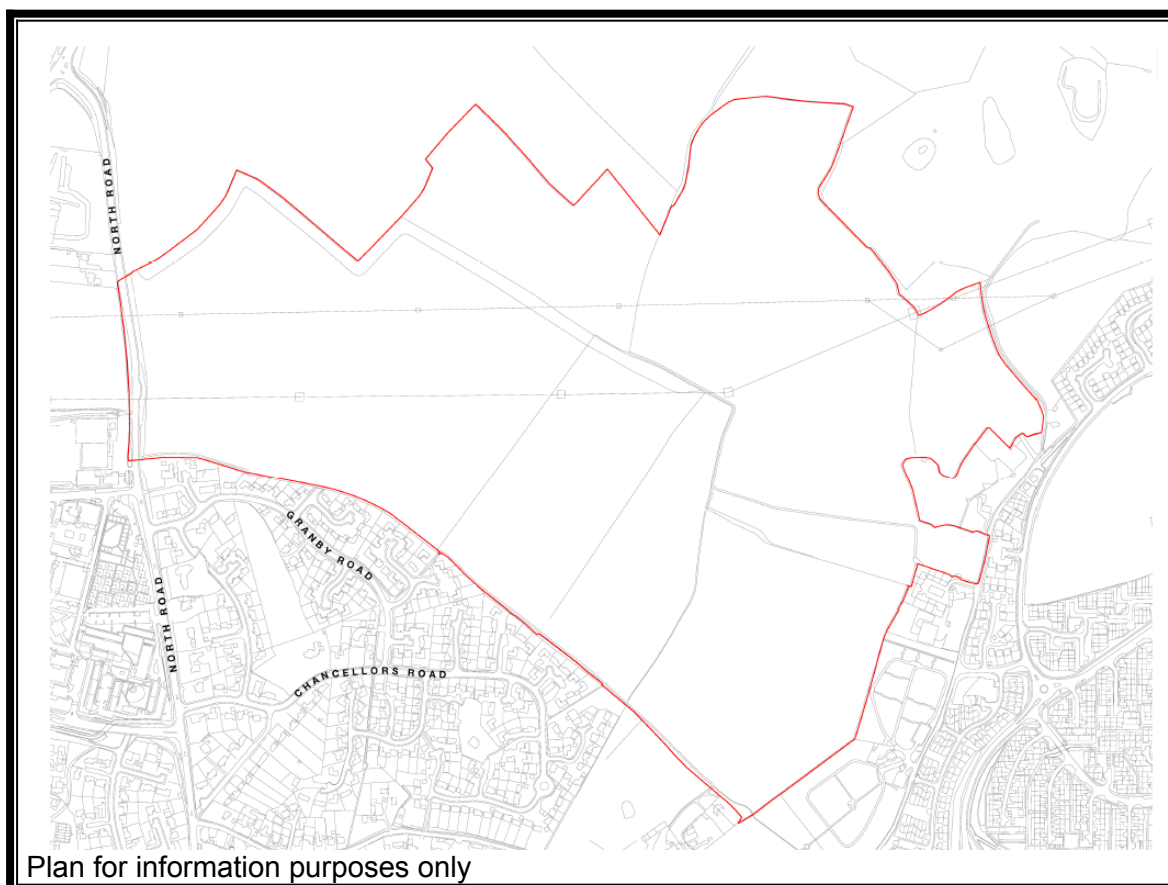 NORTH ROAD
GRANBY ROAD
NORTH ROAD
CHANCELLORS ROAD
Plan for information purposes only